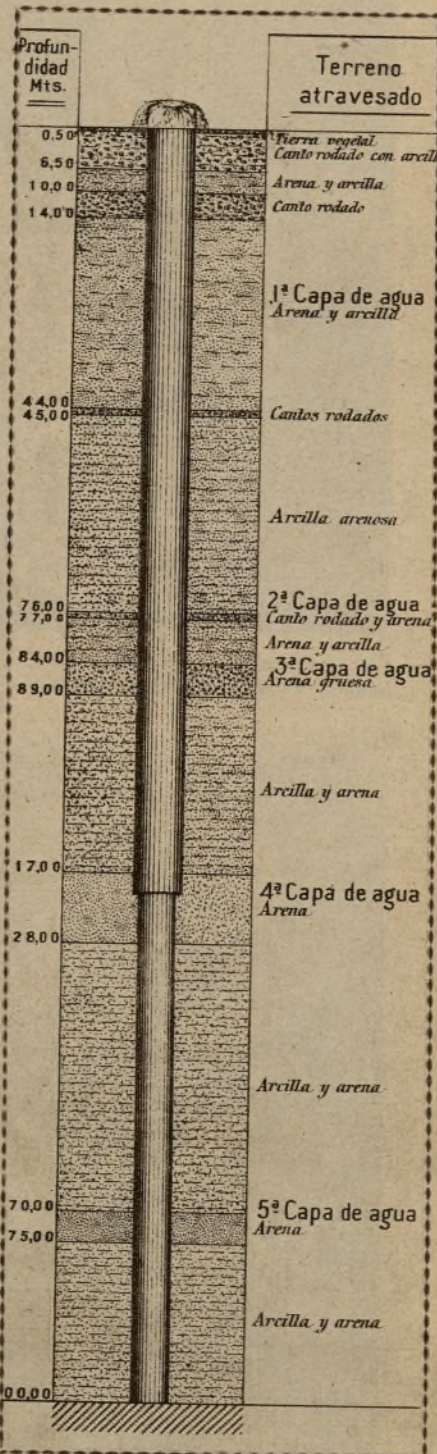 Profun-
didad
Mts.
Terreno
atravesado
0.50
Tierra vegetal
6,50
Canto rodado con arcill
10,00
Arena y arcilla
14,00
Canto rodado
1ª Capa de agua
Arena y arcilla
44,00
45,00
Cantos rodados
Arcilla arenosa
76,00
2ª Capa de agua
77,00
Canto rodado y arena
Arena y arcilla
84,00
3ª Capa de agua
89,00
Arena gruesa
Arcilla y arena
17,00
4ª Capa de agua
Arena
28,00
Arcilla y arena
70,00
5ª Capa de agua
75,00
Arena
Arcilla y arena
00,00